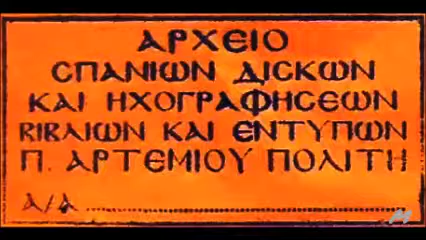 ΑΡΧΕΙΟ
ΣΠΑΝΙΩΝ ΔΙΣΚΩΝ
ΚΑΙ ΗΧΟΓΡΑΦΗΣΕΩΝ
ΒΙΒΛΙΩΝ ΚΑΙ ΕΝΤΥΠΩΝ
Π. ΑΡΤΕΜΙΟΥ ΠΟΛΙΤΗ
Α/Α ........................................